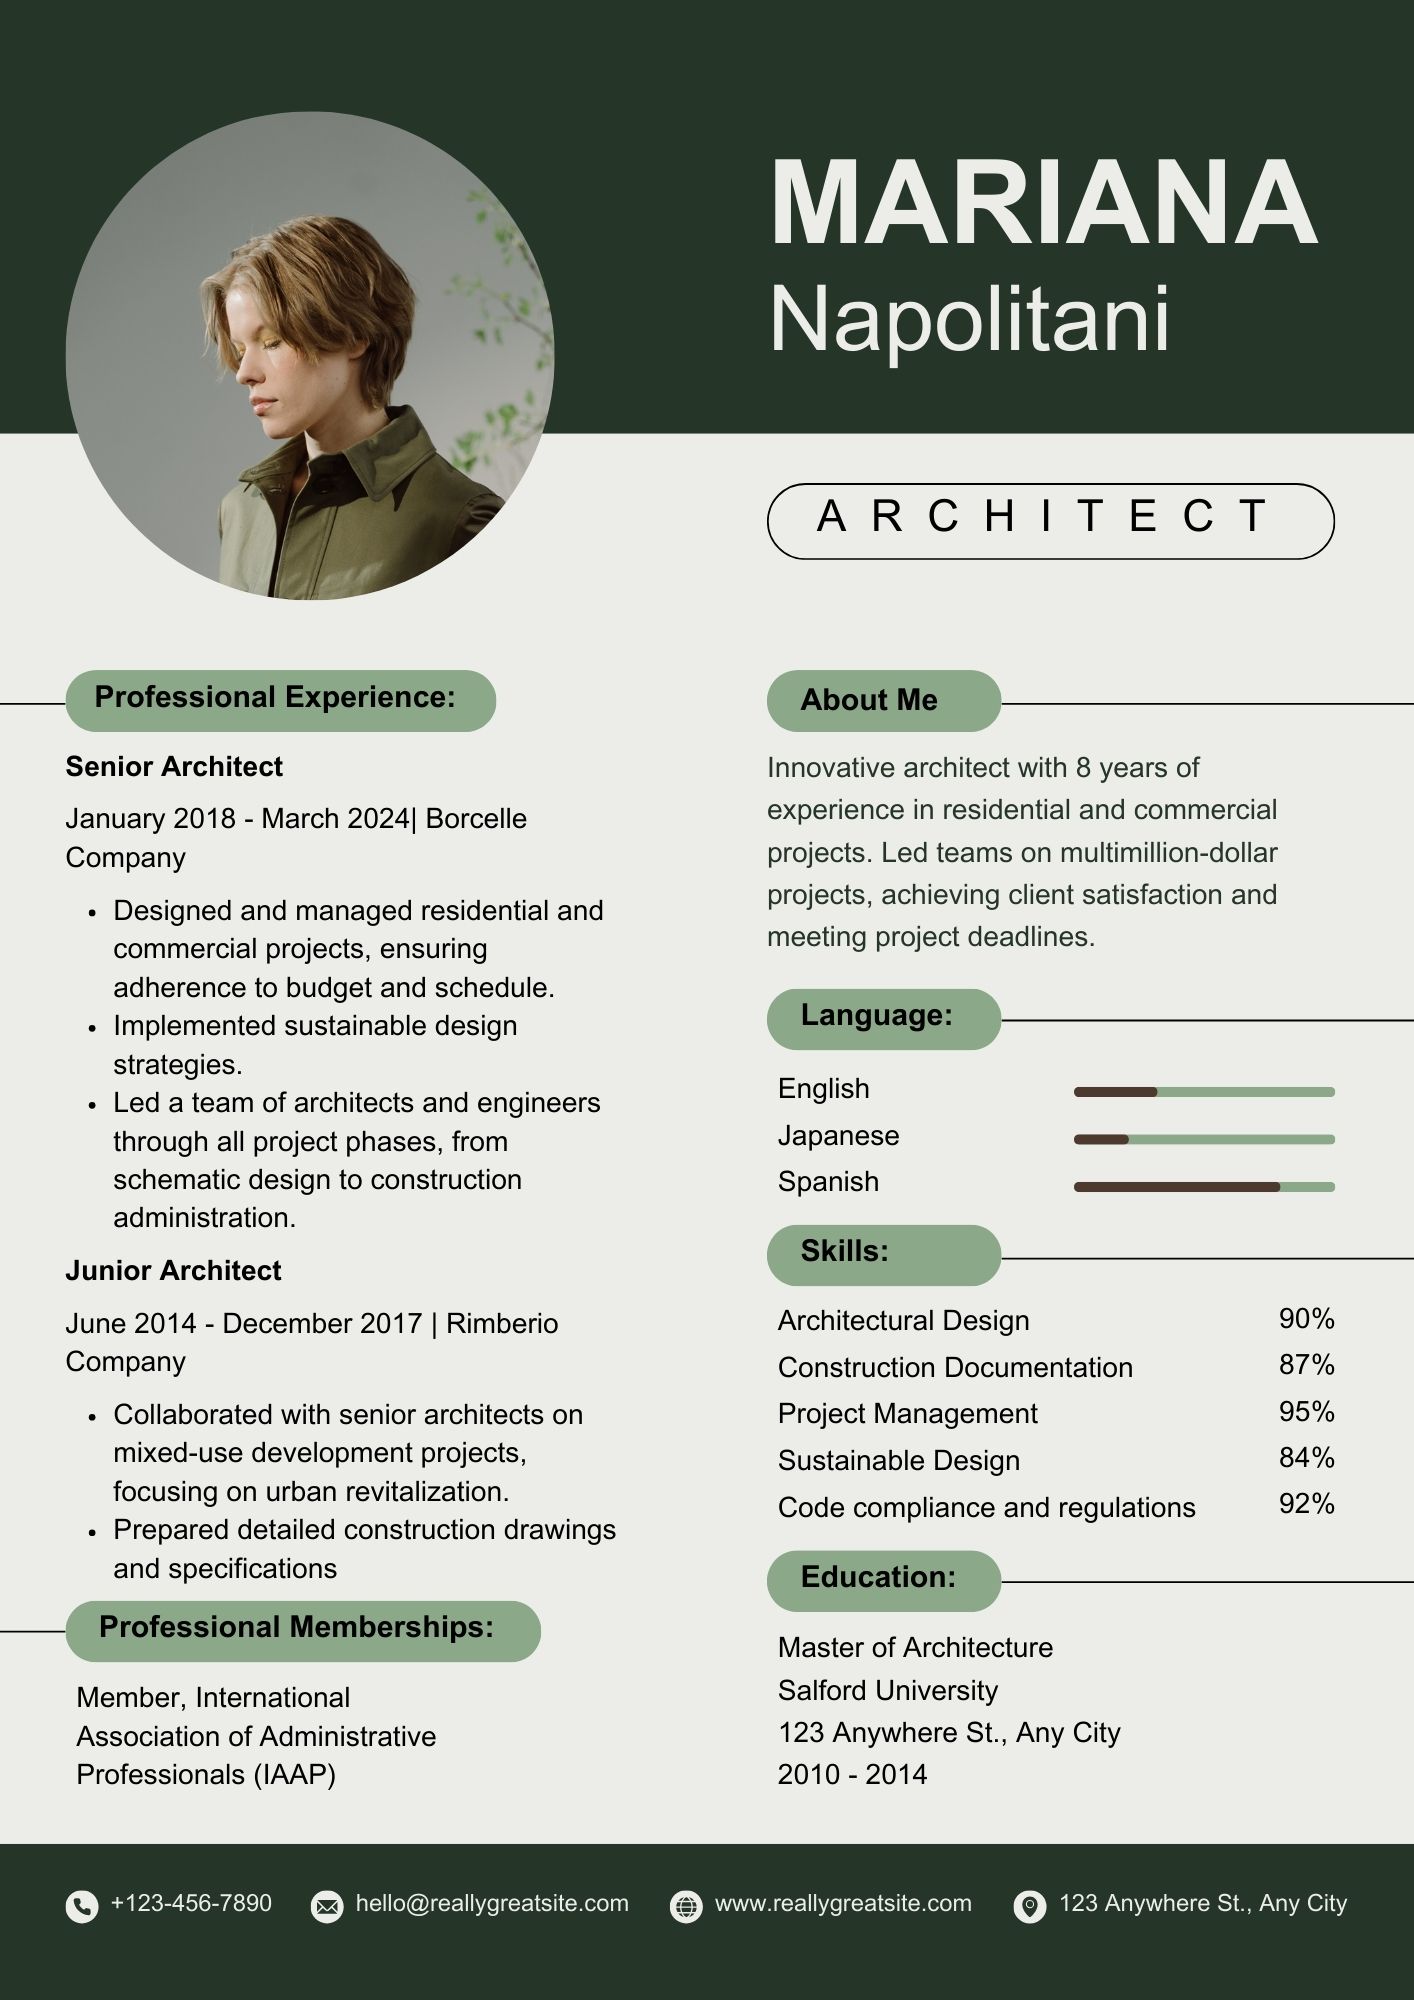 MARIANA
Napolitani
ARCHITECT
Professional Experience:
Senior Architect
January 2018 - March 2024| Borcelle
Company
Designed and managed residential and
commercial projects, ensuring
adherence to budget and schedule.
Implemented sustainable design
strategies.
Led a team of architects and engineers
through all project phases, from
schematic design to construction
administration.
Junior Architect
June 2014 - December 2017 | Rimberio
Company
Collaborated with senior architects on
mixed-use development projects,
focusing on urban revitalization.
Prepared detailed construction drawings
and specifications
Professional Memberships:
Member, International
Association of Administrative
Professionals (IAAP)
About Me
Innovative architect with 8 years of
experience in residential and commercial
projects. Led teams on multimillion-dollar
projects, achieving client satisfaction and
meeting project deadlines.
Language:
English
Japanese
Spanish
Skills:
Architectural Design 90%
Construction Documentation 87%
Project Management 95%
Sustainable Design 84%
Code compliance and regulations 92%
Education:
Master of Architecture
Salford University
123 Anywhere St., Any City
2010 - 2014
+123-456-7890 hello@reallygreatsite.com www.reallygreatsite.com 123 Anywhere St., Any City